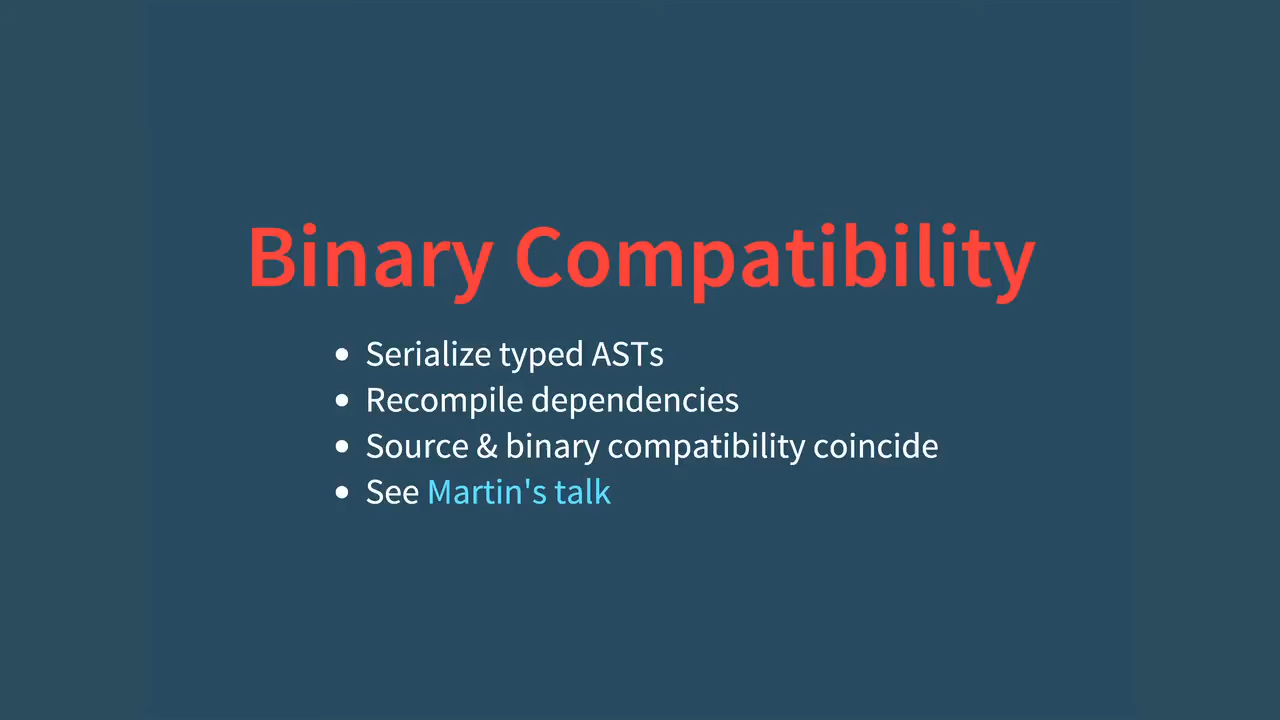 Binary Compatibility
• Serialize typed ASTs
• Recompile dependencies
• Source & binary compatibility coincide
• See Martin's talk